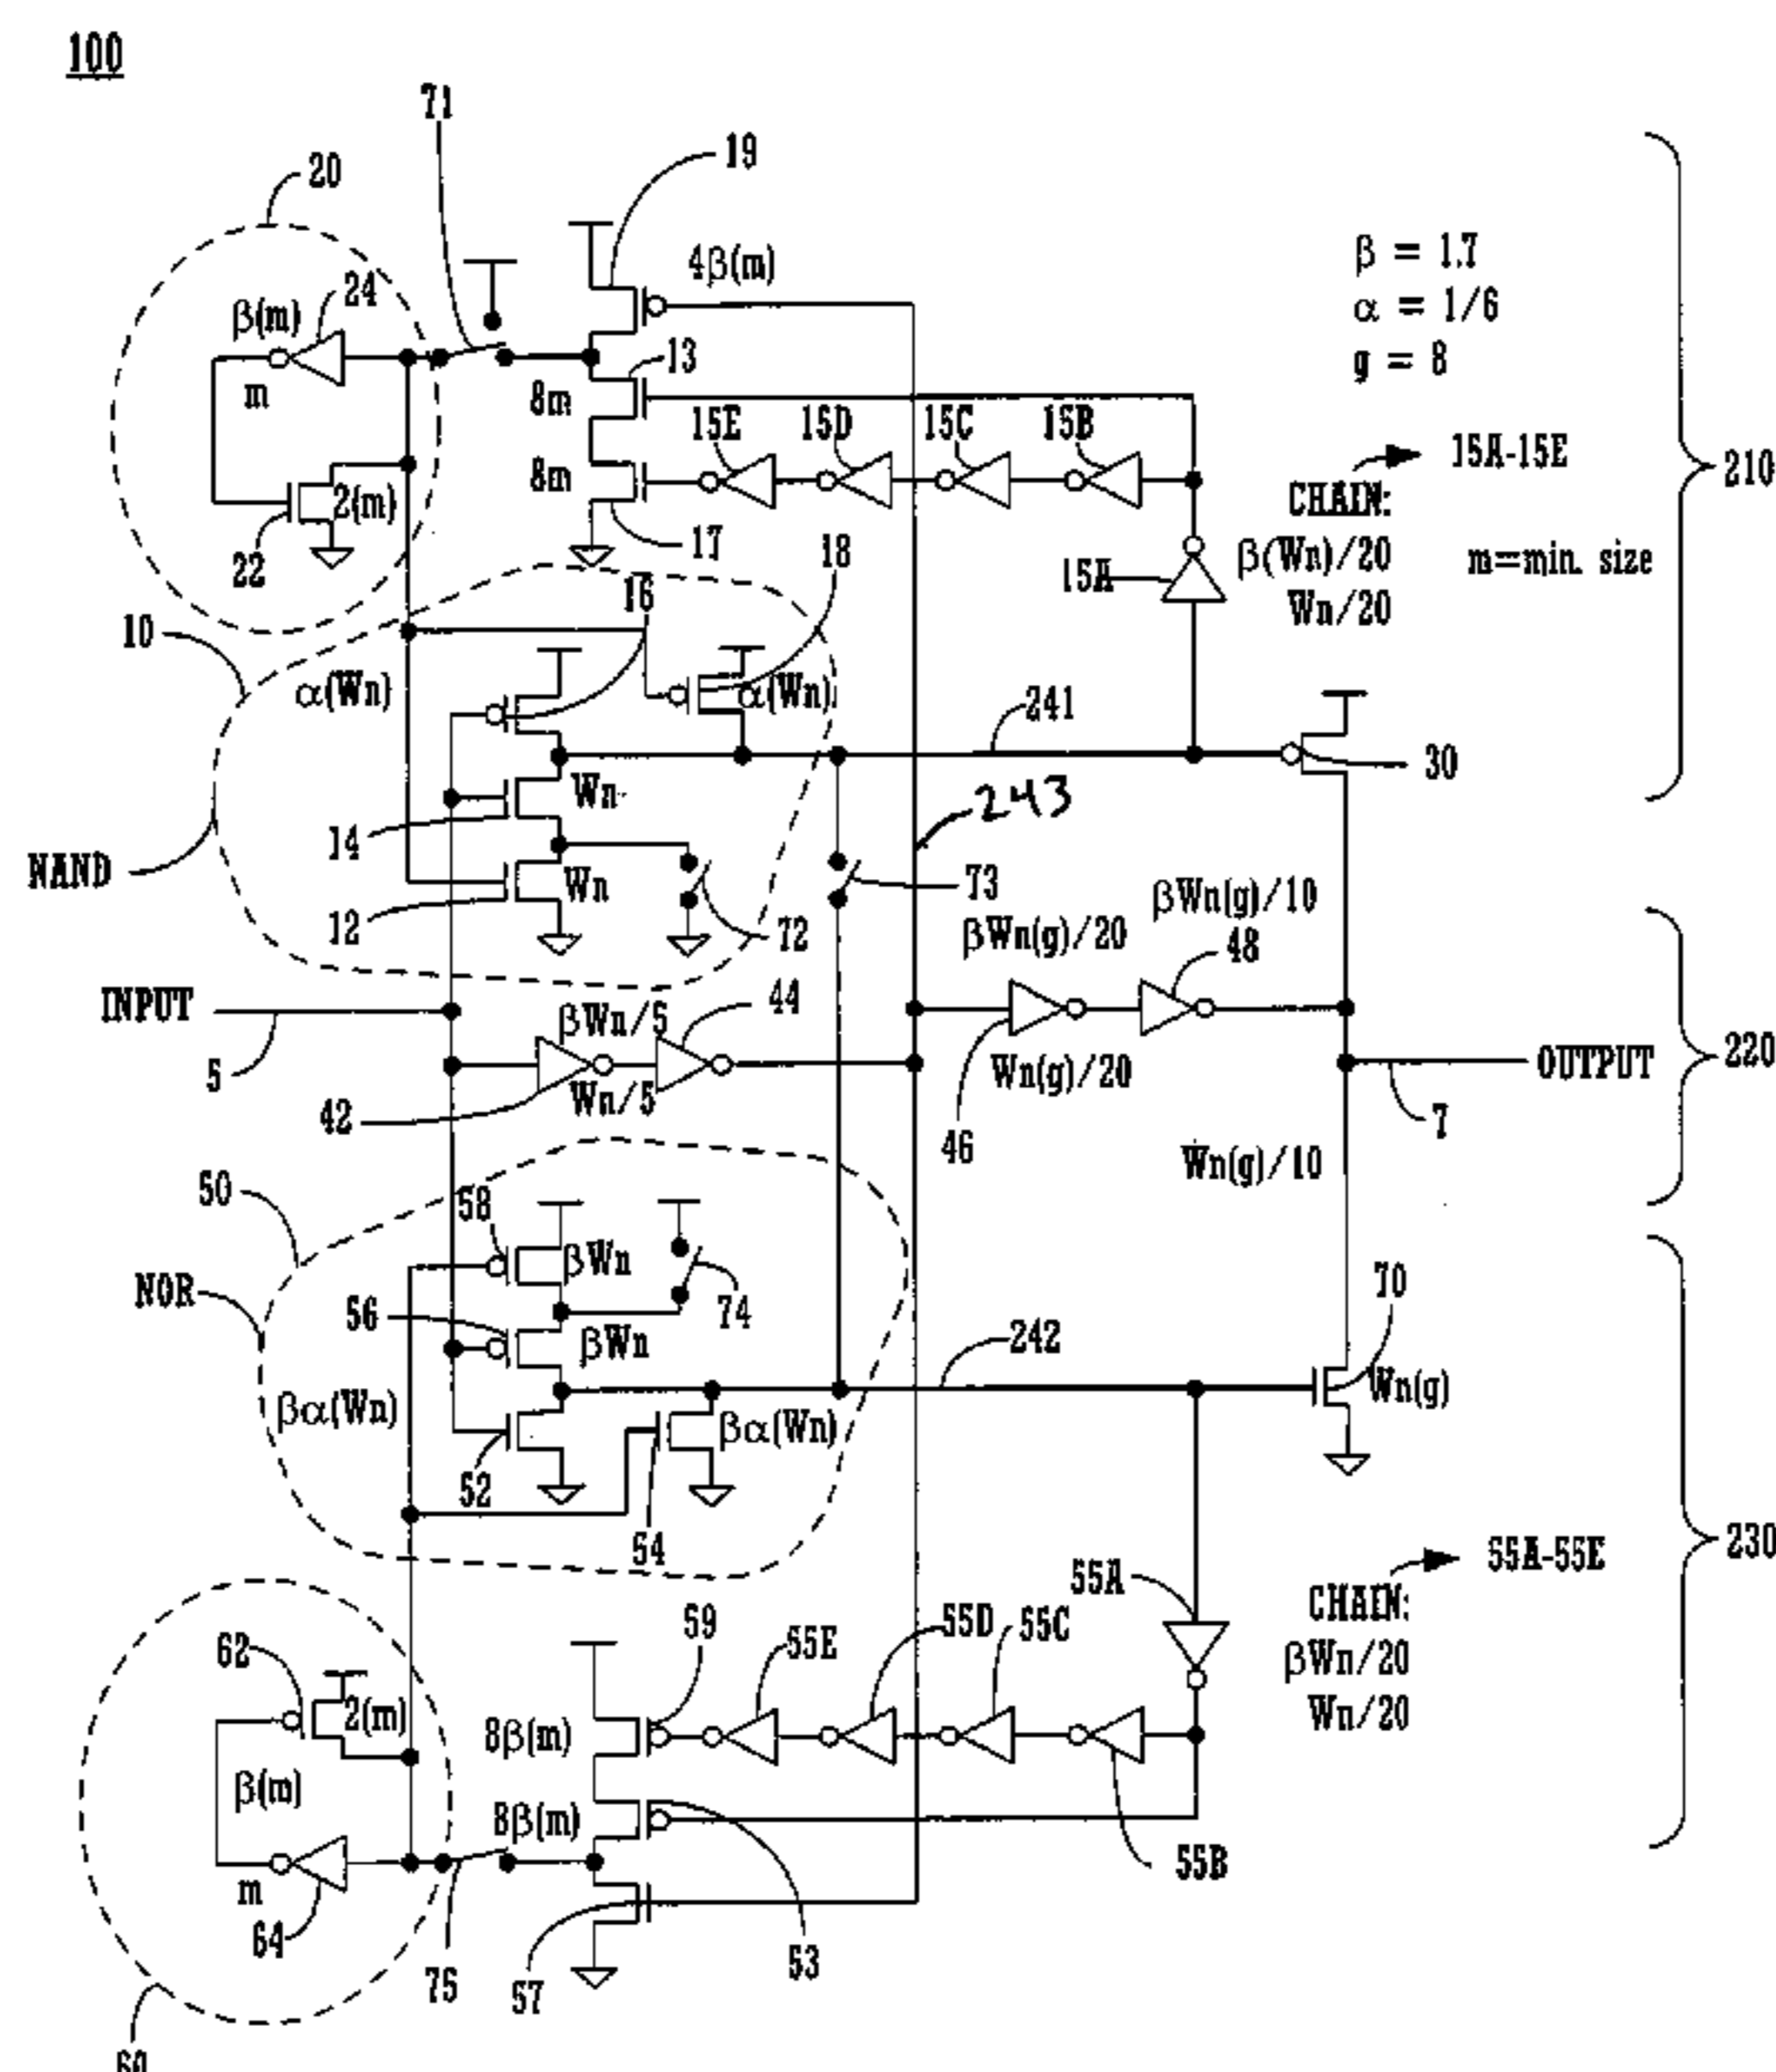 100
71
19
20
4β(m)
β = 1.7
α = 1/6
g = 8
24
β(m)
m
13
8m
15E
15D
15C
15B
15A-15E
210
CHAIN:
β(Wn)/20
Wn/20
m=min. size
8m
2(m)
22
17
18
16
15A
10
α(Wn)
α(Wn)
241
30
Wn
243
14
NAND
Wn
73
12
72
βWn(g)/20
βWn(g)/10
48
INPUT
5
44
βWn/5
Wn/5
42
Wn(g)/20
46
OUTPUT
7
220
Wn(g)/10
50
58
βWn
NOR
56
βWn
74
70
242
Wn(g)
βα(Wn)
βα(Wn)
52
54
55A
55A-55E
CHAIN:
βWn/20
Wn/20
230
59
55E
55D
55C
62
2(m)
8β(m)
β(m)
8β(m)
55B
m
64
75
57
53
60